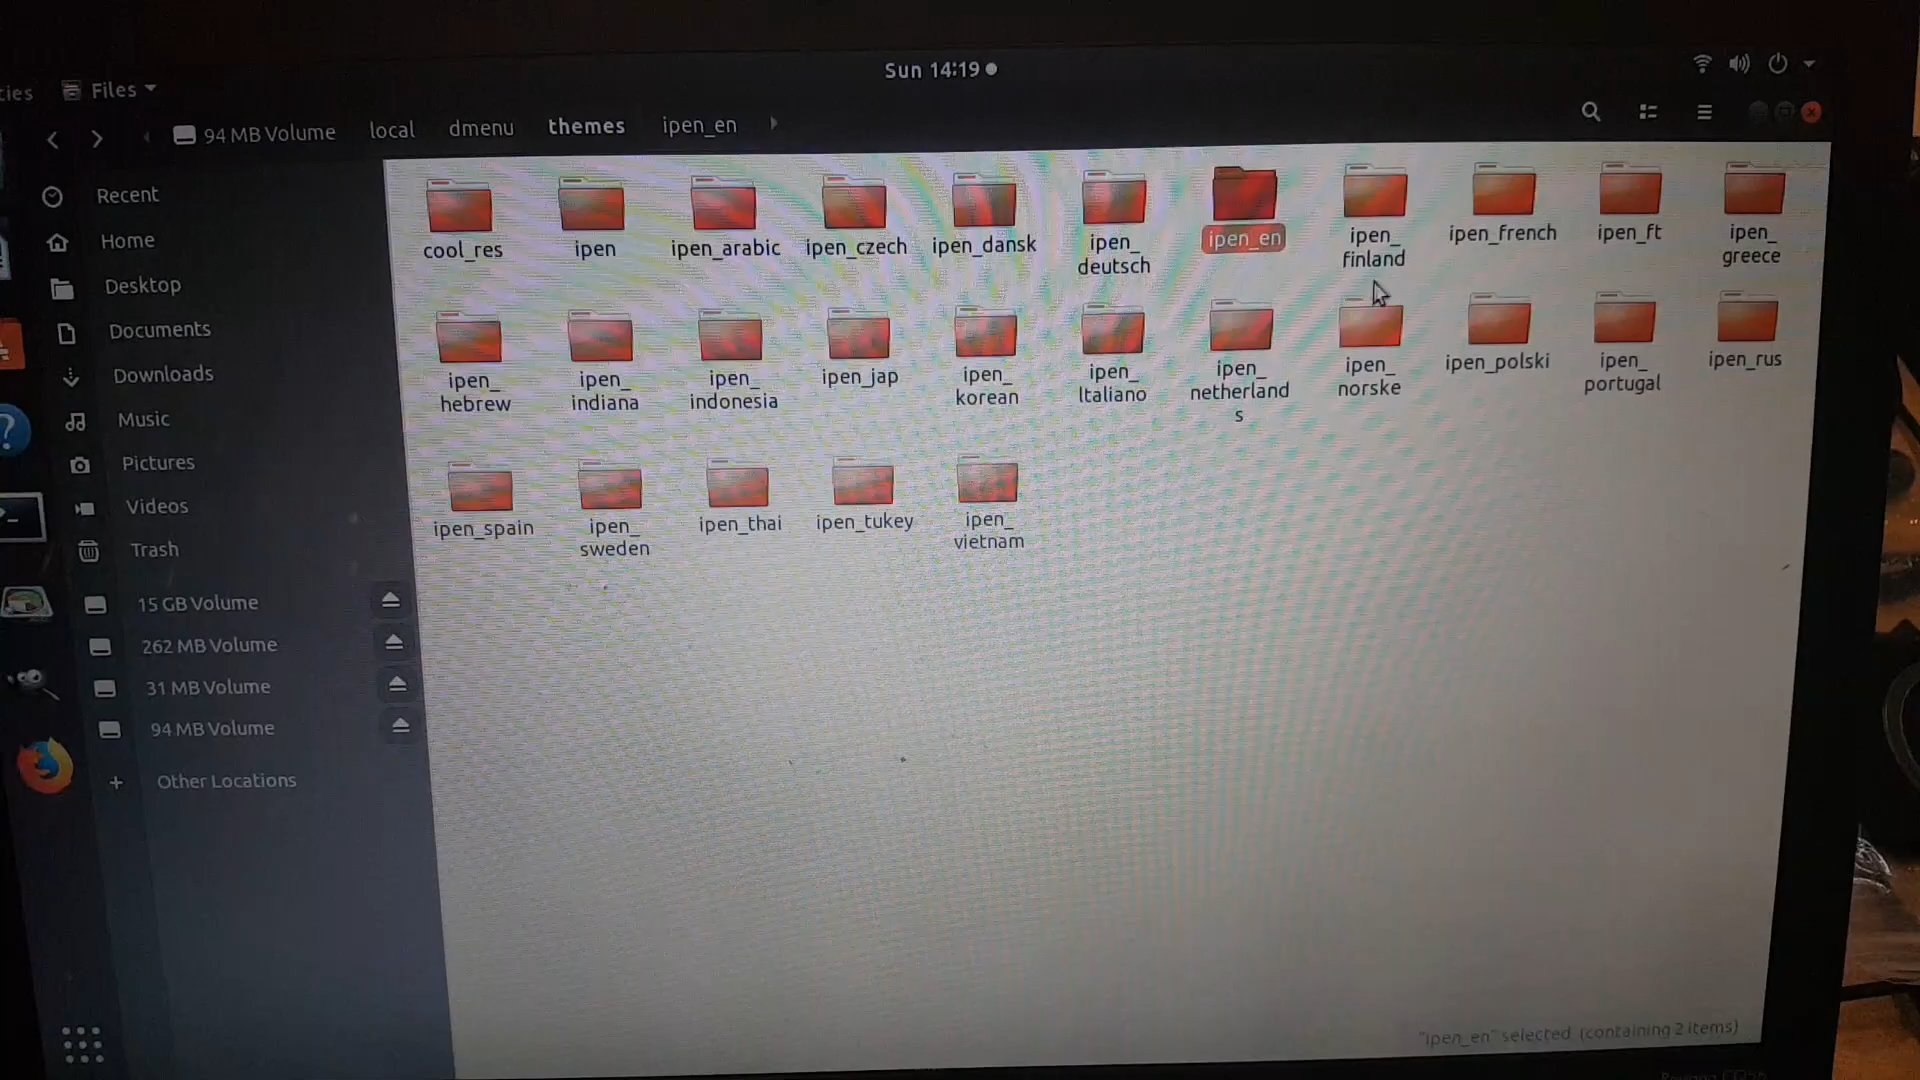 Sun 14:19
ties
Files
94 MB Volume
local
dmenu
themes
ipen_en
Recent
Home
Desktop
Documents
Downloads
Music
Pictures
Videos
Trash
15 GB Volume
262 MB Volume
31 MB Volume
94 MB Volume
+ Other Locations
cool_res
ipen
ipen_arabic
ipen_czech
ipen_dansk
ipen_
deutsch
ipen_en
ipen_
finland
ipen_french
ipen_ft
ipen_
greece
ipen_
hebrew
ipen_
indiana
ipen_
indonesia
ipen_jap
ipen_
korean
ipen_
ltaliano
ipen_
netherland
s
ipen_
norske
ipen_polski
ipen_
portugal
ipen_rus
ipen_spain
ipen_
sweden
ipen_thai
ipen_tukey
ipen_
vietnam
"ipen_en" selected (containing 2 items)